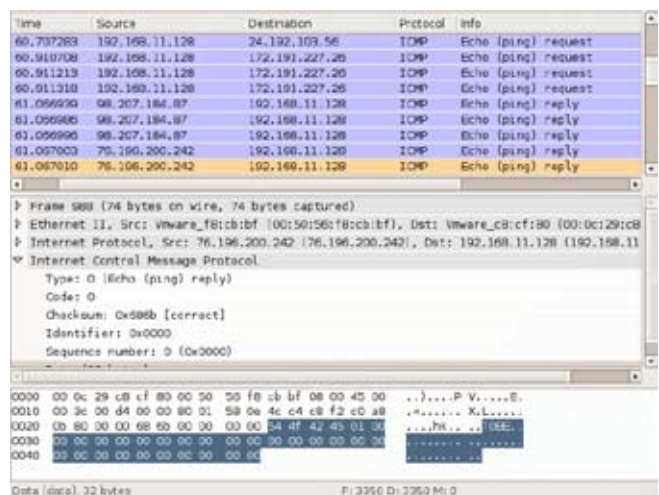 Time Source Destination Protocol Info
60.737283 192.168.11.128 24.192.103.56 ICMP Echo (ping) request
60.910708 192.168.11.128 172.191.227.26 ICMP Echo (ping) request
60.911213 192.168.11.128 172.191.227.26 ICMP Echo (ping) request
60.911318 192.168.11.128 172.191.227.26 ICMP Echo (ping) request
61.066939 98.207.184.87 192.168.11.128 ICMP Echo (ping) reply
61.066986 98.207.184.87 192.168.11.128 ICMP Echo (ping) reply
61.066996 98.207.184.87 192.168.11.128 ICMP Echo (ping) reply
61.067003 76.196.200.242 192.168.11.128 ICMP Echo (ping) reply
61.067010 76.196.200.242 192.168.11.128 ICMP Echo (ping) reply
Frame 988 (74 bytes on wire, 74 bytes captured)
Ethernet II, Src: Vmware_f8:cb:bf (00:50:56:f8:cb:bf), Dst: Vmware_c8:cf:80 (00:0c:29:c8
Internet Protocol, Src: 76.196.200.242 (76.196.200.242), Dst: 192.168.11.128 (192.168.11
Internet Control Message Protocol
Type: 0 (Echo (ping) reply)
Code: 0
Checksum: 0x686b [correct]
Identifier: 0x0000
Sequence number: 0 (0x0000)
0000 00 0c 29 c8 cf 80 00 50 56 f8 cb bf 08 00 45 00 ..)....P V.....E.
0010 00 3c 00 d4 00 00 80 01 58 0e 4c c4 c8 f2 c0 a8 .<...... X.L.....
0020 0b 80 00 00 68 6b 00 00 00 00 54 4f 42 45 01 00 ....hk.. ..TOBE..
0030 00 00 00 00 00 00 00 00 00 00 00 00 00 00 00 00 ........ ........
0040 00 00 00 00 00 00 00 00 00 00 ........ ..
Data (data), 32 bytes P: 3350 D: 3350 M: 0